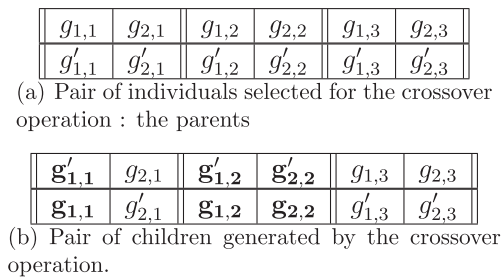 g1,1 g2,1 g1,2 g2,2 g1,3 g2,3
g′1,1 g′2,1 g′1,2 g′2,2 g′1,3 g′2,3
(a) Pair of individuals selected for the crossover
operation : the parents
g′1,1 g2,1 g′1,2 g′2,2 g1,3 g2,3
g1,1 g′2,1 g1,2 g2,2 g′1,3 g′2,3
(b) Pair of children generated by the crossover
operation.